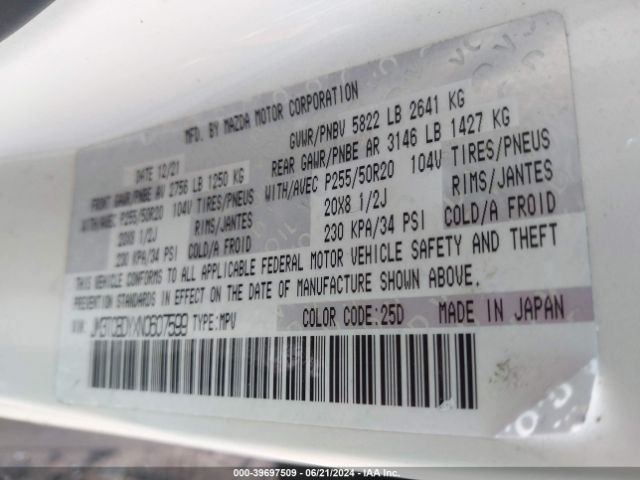 MFD. BY MAZDA MOTOR CORPORATION
DATE 12/21 GVWR/PNBV 5822 LB 2641 KG
FRONT GAWR/PNBE AV 2756 LB 1250 KG REAR GAWR/PNBE AR 3146 LB 1427 KG
WITH/AVEC P255/50R20 104V TIRES/PNEUS WITH/AVEC P255/50R20 104V TIRES/PNEUS
20X8 1/2J RIMS/JANTES 20X8 1/2J RIMS/JANTES
230 KPA/34 PSI COLD/A FROID 230 KPA/34 PSI COLD/A FROID
THIS VEHICLE CONFORMS TO ALL APPLICABLE FEDERAL MOTOR VEHICLE SAFETY AND THEFT
PREVENTION STANDARDS IN EFFECT ON THE DATE OF MANUFACTURE SHOWN ABOVE.
VIN: JM3TCBDYXN0607599 TYPE:MPV COLOR CODE:25D MADE IN JAPAN
000-39697509 - 06/21/2024 - IAA Inc.